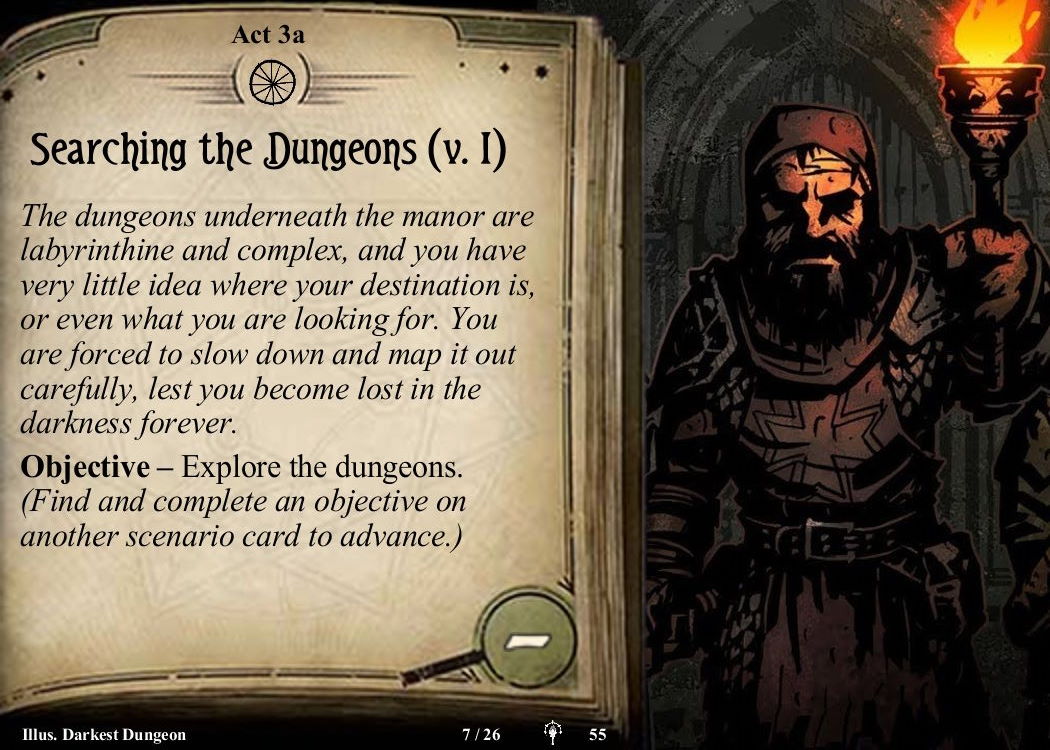 Act 3a
Searching the Dungeons (v. I)
The dungeons underneath the manor are
labyrinthine and complex, and you have
very little idea where your destination is,
or even what you are looking for. You
are forced to slow down and map it out
carefully, lest you become lost in the
darkness forever.
Objective – Explore the dungeons.
(Find and complete an objective on
another scenario card to advance.)
–
Illus. Darkest Dungeon
7 / 26
55